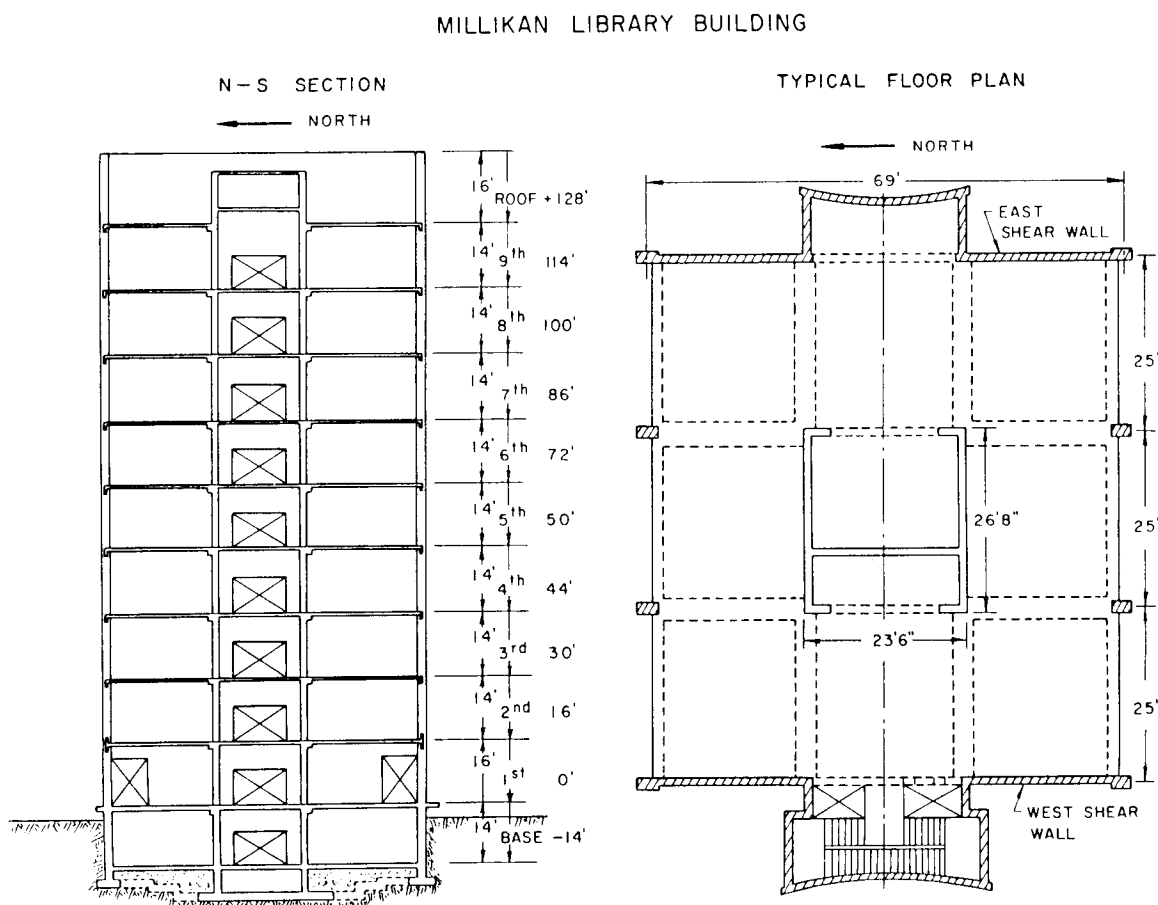 MILLIKAN LIBRARY BUILDING
N-S SECTION
NORTH
16'
ROOF +128'
14' 9th 114'
14' 8th 100'
14' 7th 86'
14' 6th 72'
14' 5th 50'
14' 4th 44'
14' 3rd 30'
14' 2nd 16'
16' 1st 0'
14' BASE -14'
TYPICAL FLOOR PLAN
NORTH
69'
EAST
SHEAR WALL
25'
25'
26'8"
23'6"
25'
WEST SHEAR
WALL